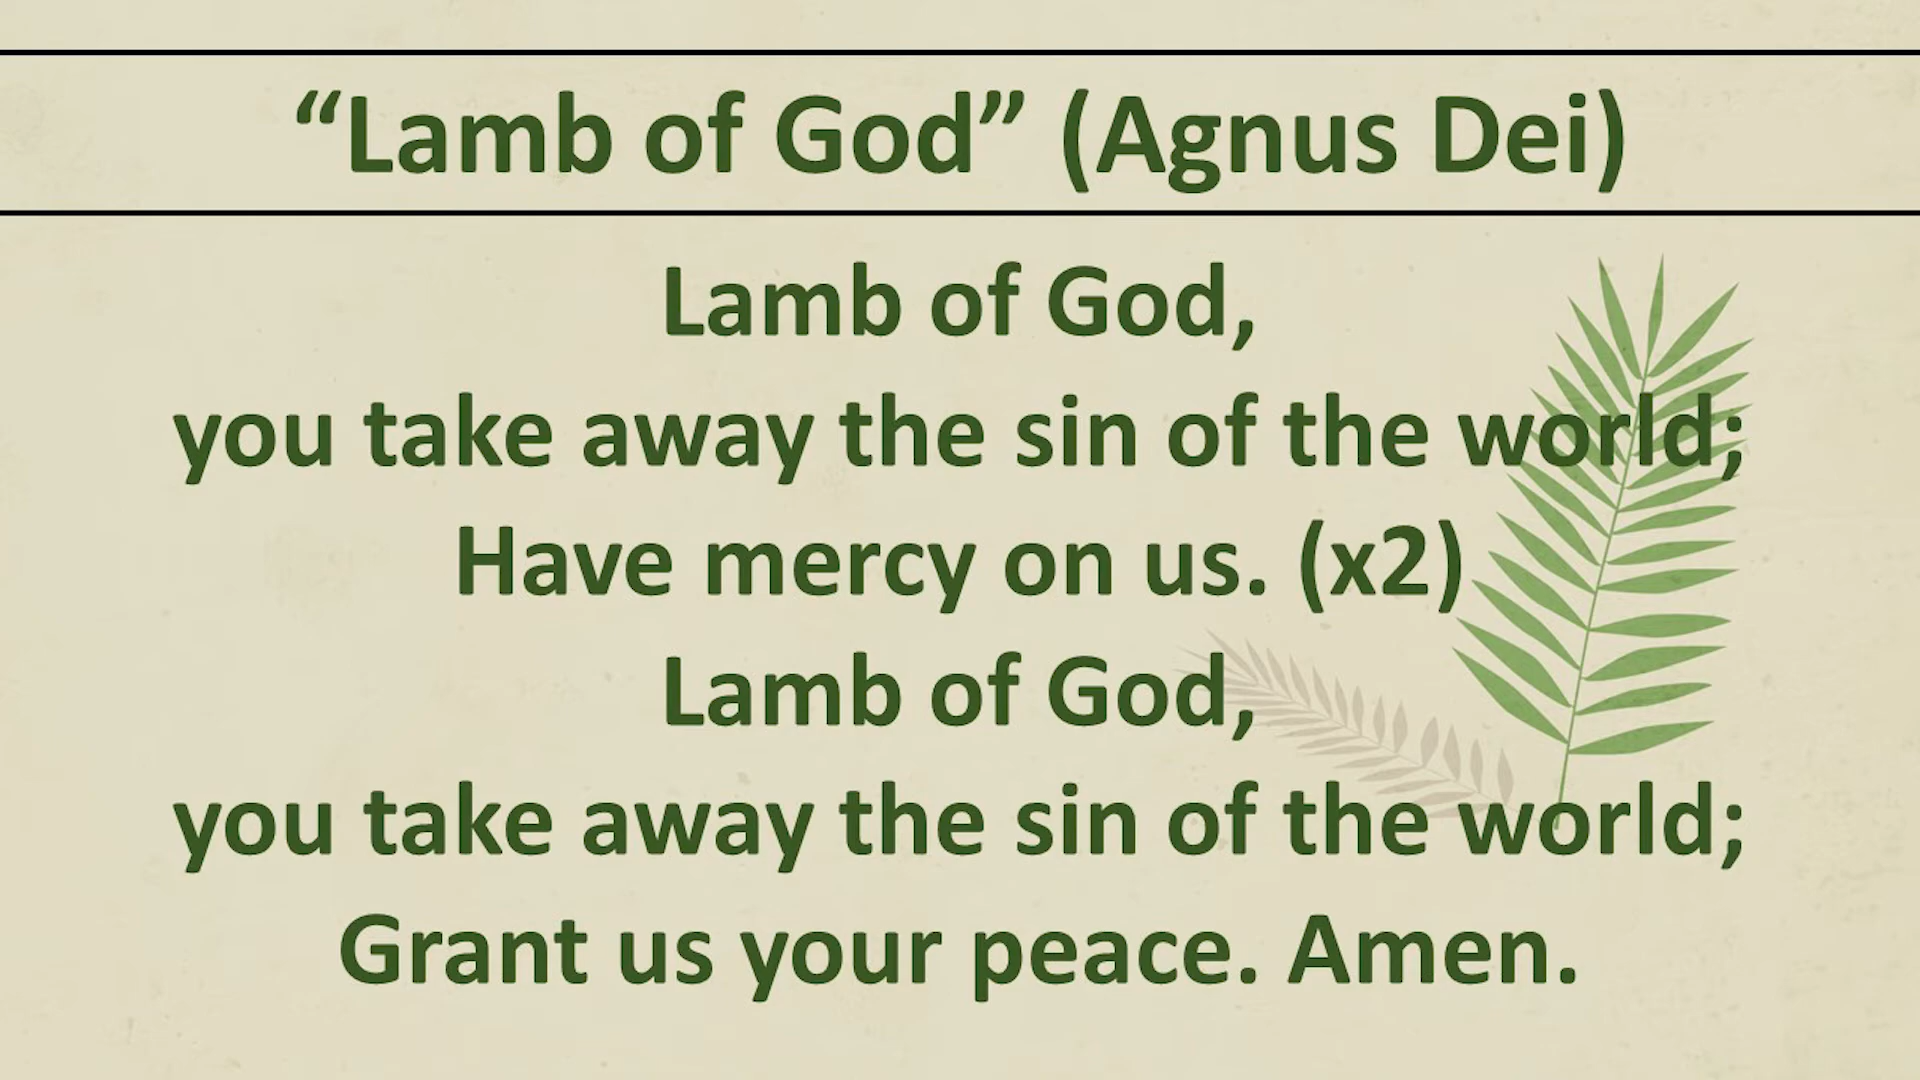 “Lamb of God” (Agnus Dei)
Lamb of God,
you take away the sin of the world;
Have mercy on us. (x2)
Lamb of God,
you take away the sin of the world;
Grant us your peace. Amen.